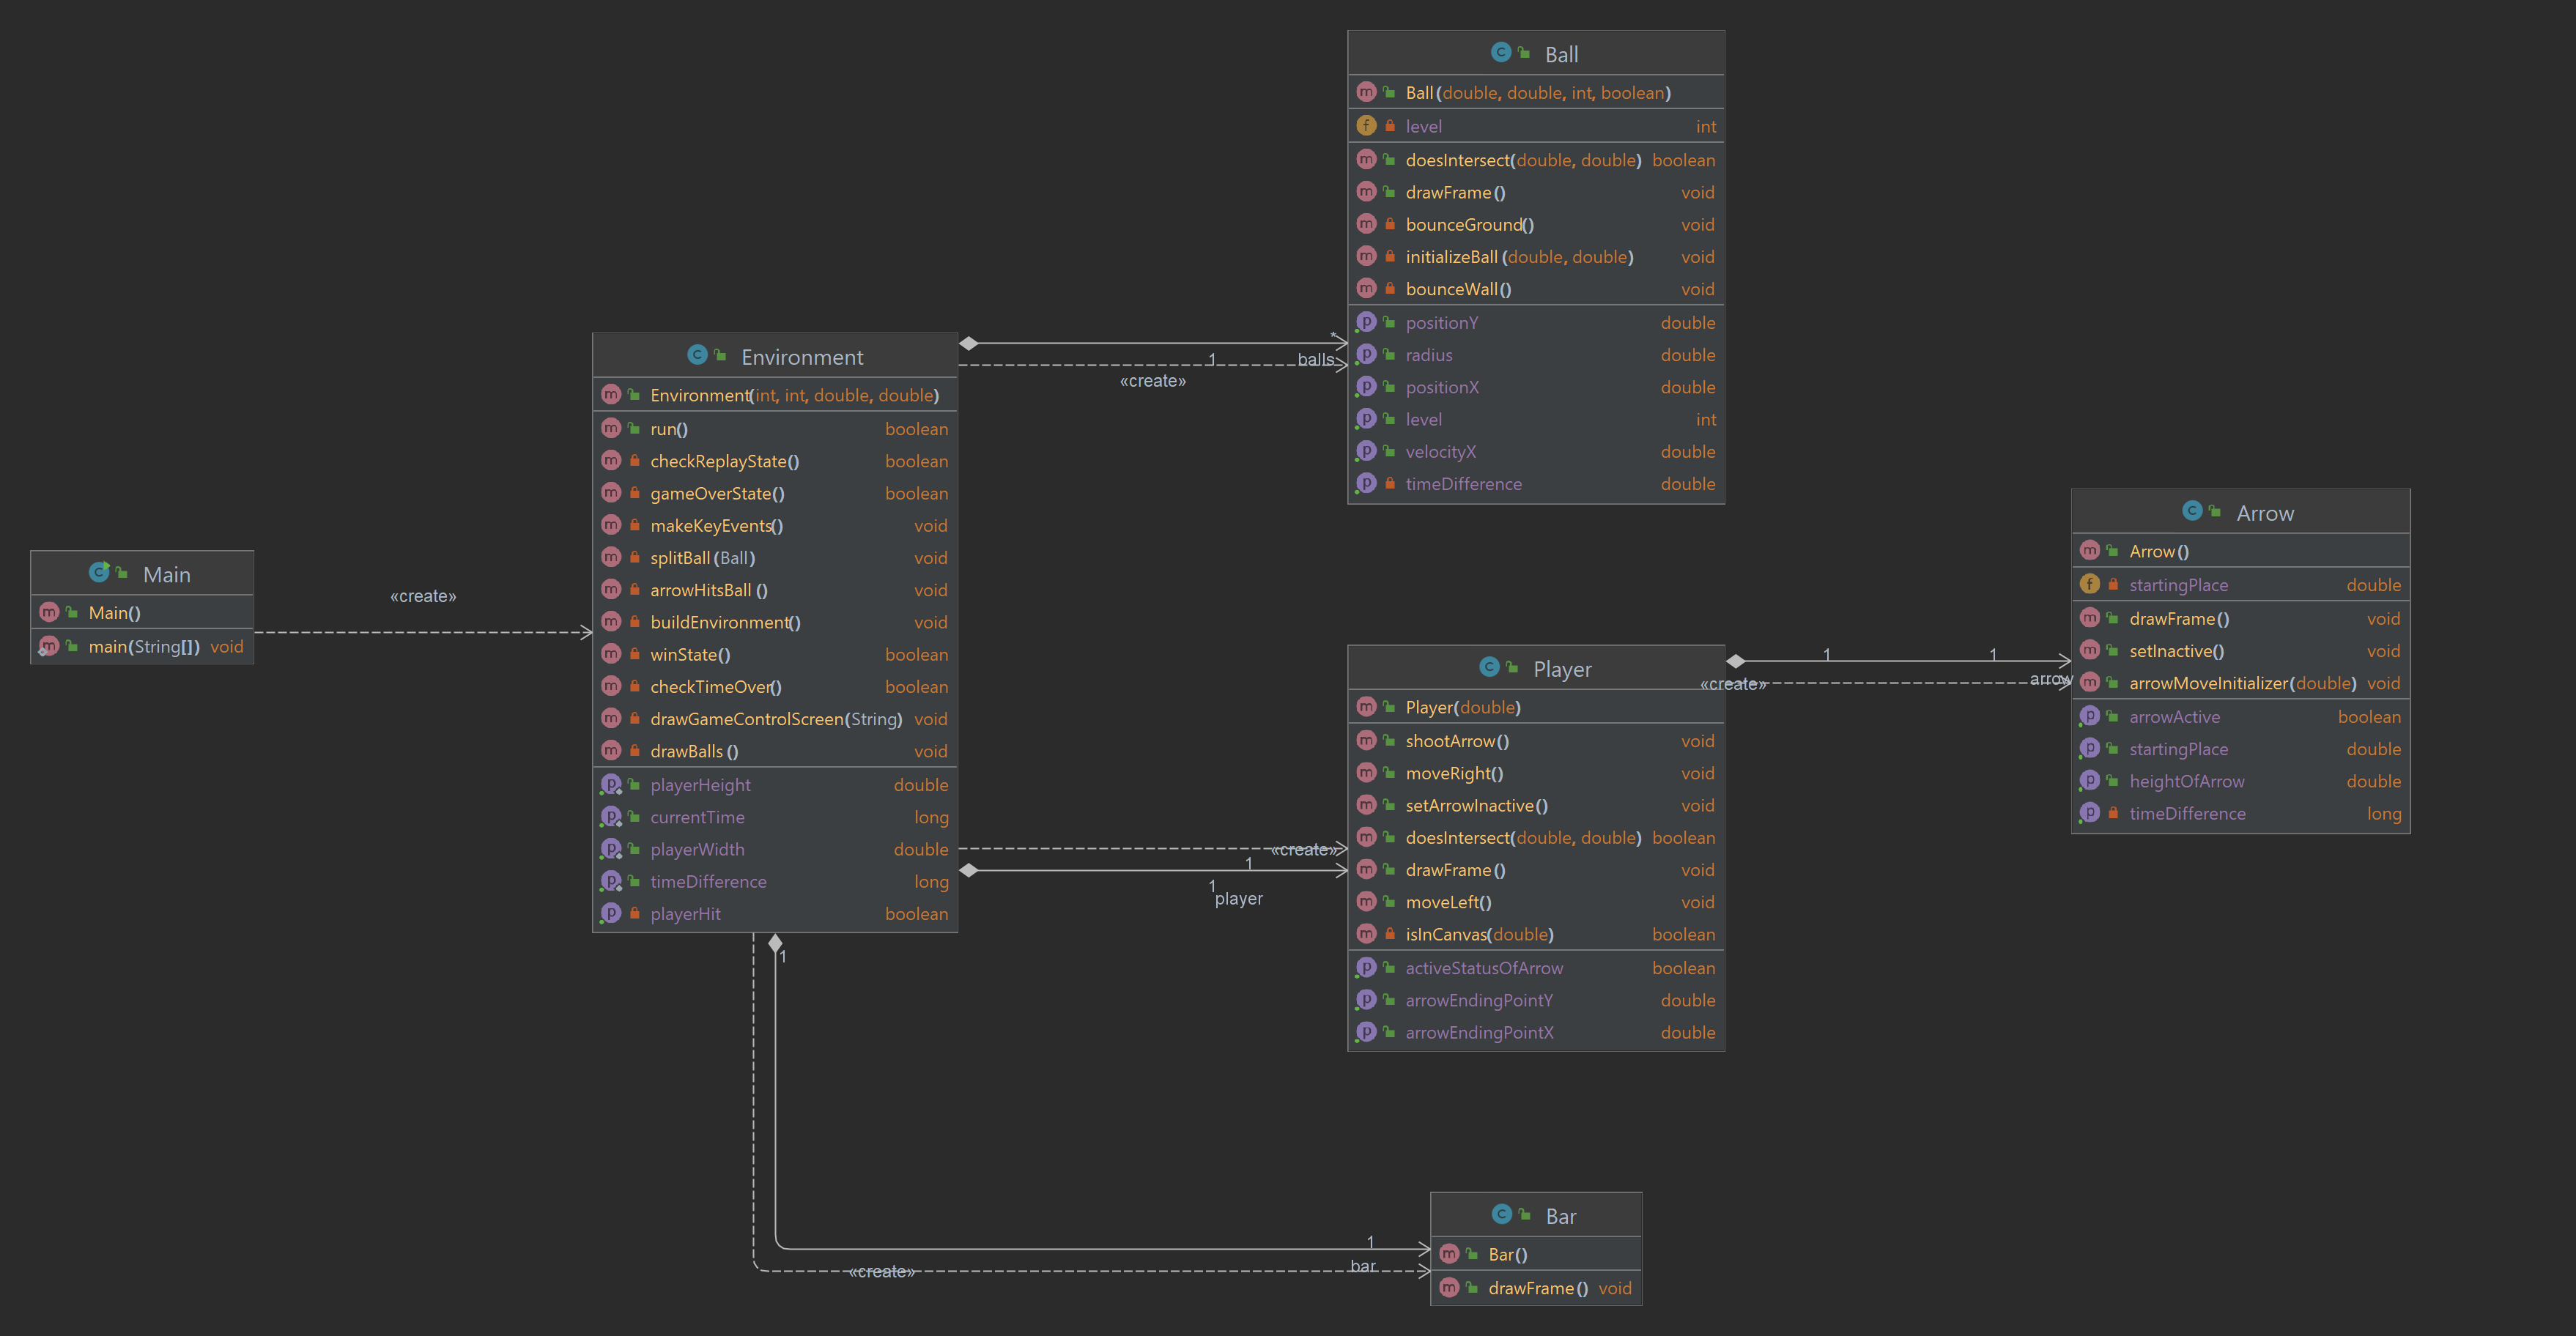 Main
Main()
main(String[]) void
«create»
Environment
Environment(int, int, double, double)
run() boolean
checkReplayState() boolean
gameOverState() boolean
makeKeyEvents() void
splitBall(Ball) void
arrowHitsBall() void
buildEnvironment() void
winState() boolean
checkTimeOver() boolean
drawGameControlScreen(String) void
drawBalls() void
playerHeight double
currentTime long
playerWidth double
timeDifference long
playerHit boolean
*
1 balls
«create»
«create»
1
1
player
1
1
bar
«create»
Ball
Ball(double, double, int, boolean)
level int
doesIntersect(double, double) boolean
drawFrame() void
bounceGround() void
initializeBall(double, double) void
bounceWall() void
positionY double
radius double
positionX double
level int
velocityX double
timeDifference double
Player
Player(double)
shootArrow() void
moveRight() void
setArrowInactive() void
doesIntersect(double, double) boolean
drawFrame() void
moveLeft() void
isInCanvas(double) boolean
activeStatusOfArrow boolean
arrowEndingPointY double
arrowEndingPointX double
1 1
«create» arrow
Arrow
Arrow()
startingPlace double
drawFrame() void
setInactive() void
arrowMoveInitializer(double) void
arrowActive boolean
startingPlace double
heightOfArrow double
timeDifference long
Bar
Bar()
drawFrame() void